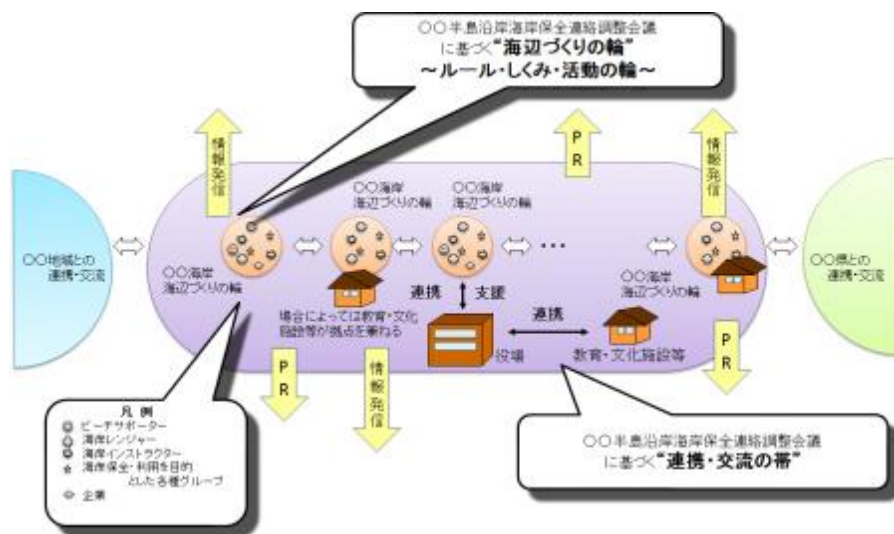 ○○半島沿岸海岸保全連絡調整会議
に基づく“海辺づくりの輪”
～ルール・しくみ・活動の輪～
情報発信
PR
情報発信
○○海岸
海辺づくりの輪
○○海岸
海辺づくりの輪
○○地域との
連携・交流
○○海岸
海辺づくりの輪
・・・
○○海岸
海辺づくりの輪
○○県との
連携・交流
場合によっては教育・文化
施設等が拠点を兼ねる
連携
支援
役場
連携
教育・文化施設等
PR
情報発信
PR
凡例
ビーチサポーター
海岸レンジャー
海岸インストラクター
海岸保全・利用を目的
とした各種グループ
企業
○○半島沿岸海岸保全連絡調整会議
に基づく“連携・交流の帯”